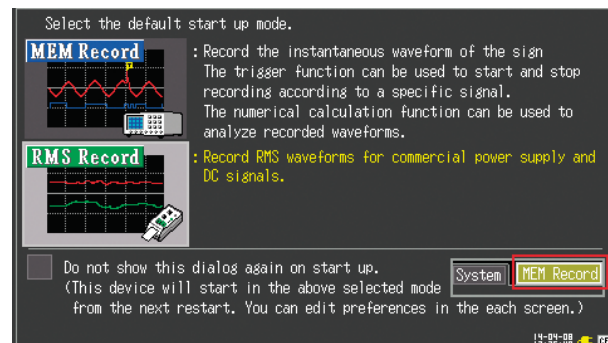 Select the default start up mode.
MEM Record
: Record the instantaneous waveform of the sign
The trigger function can be used to start and stop
recording according to a specific signal.
The numerical calculation function can be used to
analyze recorded waveforms.
RMS Record
: Record RMS waveforms for commercial power supply and
DC signals.
Do not show this dialog again on start up.
(This device will start in the above selected mode
from the next restart. You can edit preferences in the each screen.)
System
MEM Record
14-04-08